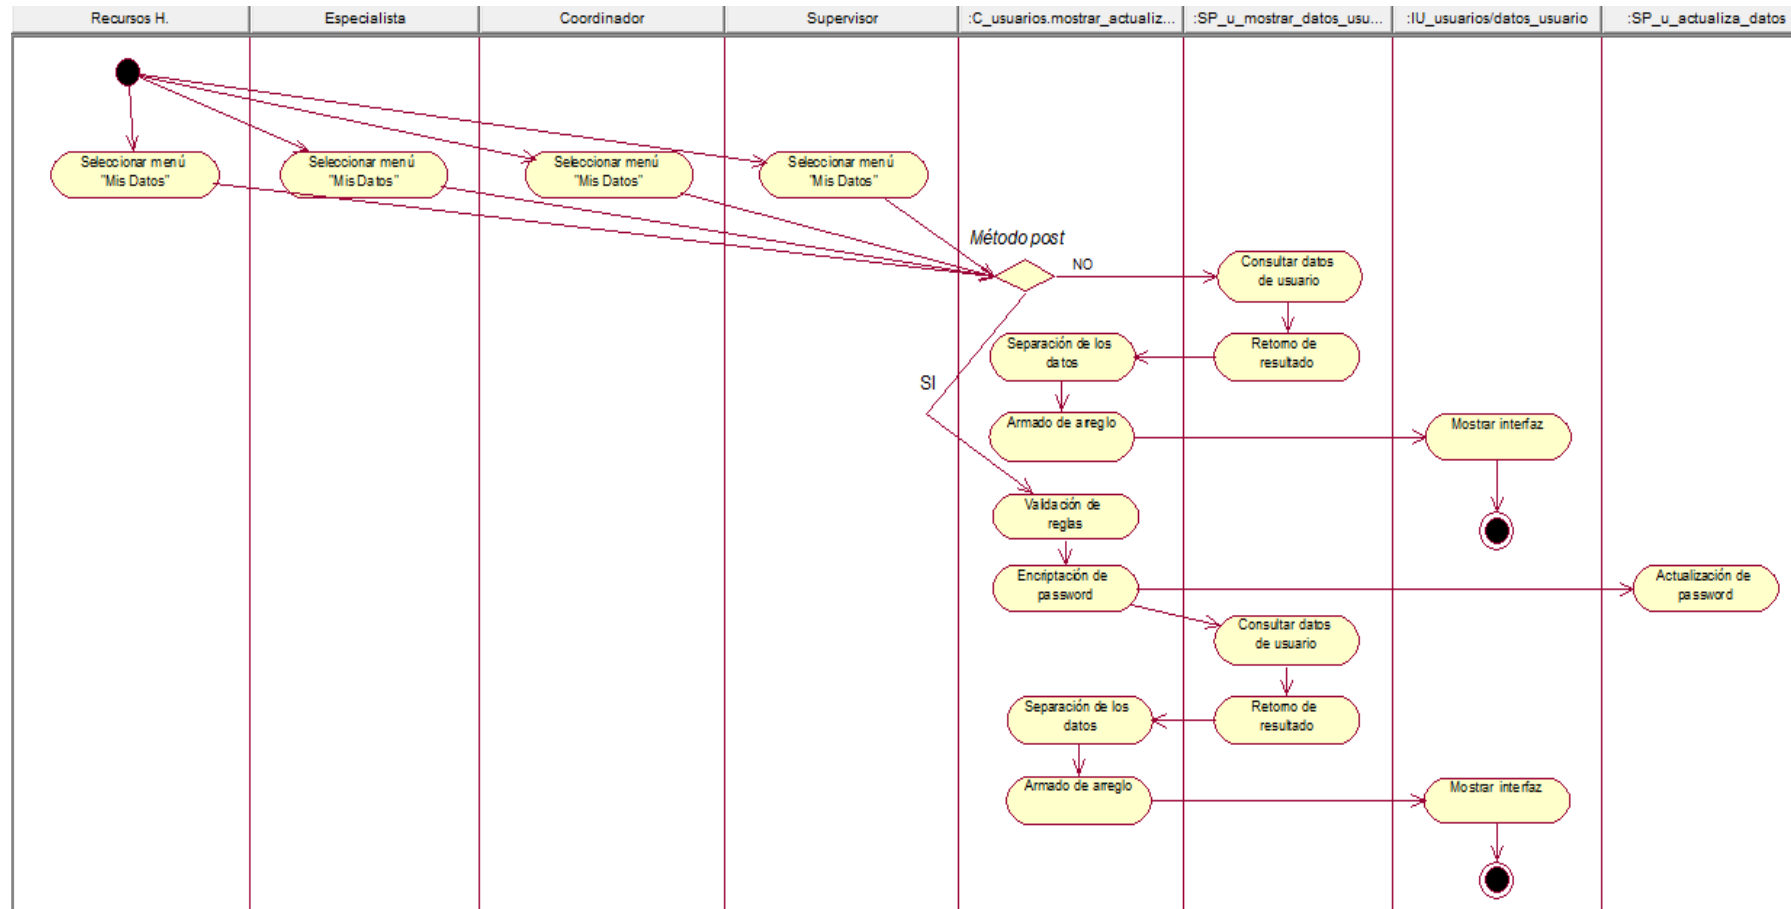 Recursos H.
Especialista
Coordinador
Supervisor
:C_usuarios.mostrar_actualiz...
:SP_u_mostrar_datos_usu...
:IU_usuarios/datos_usuario
:SP_u_actualiza_datos
Seleccionar menú
"Mis Datos"
Seleccionar menú
"Mis Datos"
Seleccionar menú
"Mis Datos"
Seleccionar menú
"Mis Datos"
Método post
NO
Consultar datos
de usuario
Separación de los
datos
Retorno de
resultado
SI
Armado de arreglo
Mostrar interfaz
Validación de
reglas
Encriptación de
password
Actualización de
password
Consultar datos
de usuario
Separación de los
datos
Retorno de
resultado
Armado de arreglo
Mostrar interfaz